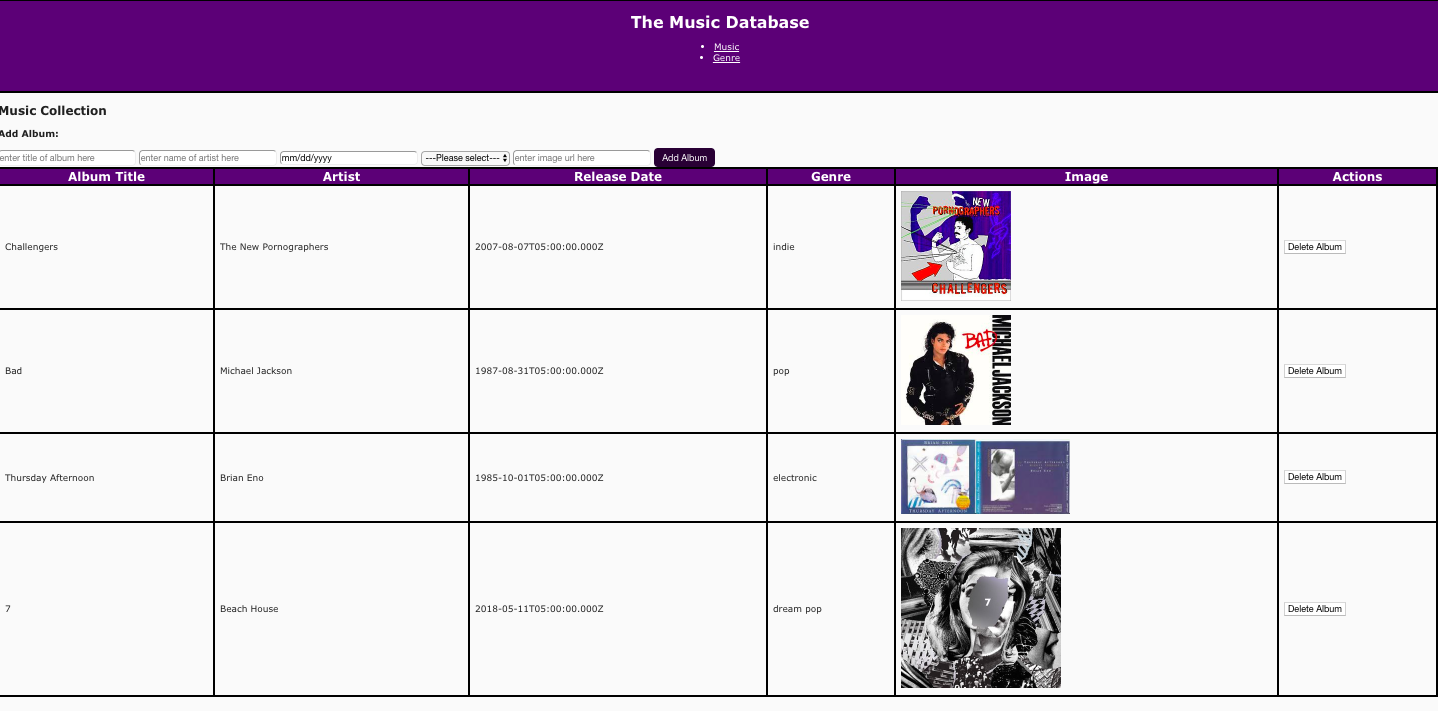 The Music Database
Music
Genre
Music Collection
Add Album:
enter title of album here enter name of artist here mm/dd/yyyy ---Please select--- enter image url here Add Album
Album Title Artist Release Date Genre Image Actions
NEW
PORNOGRAPHERS
CHALLENGERS
Challengers The New Pornographers 2007-08-07T05:00:00.000Z indie Delete Album
BAD
MICHAEL JACKSON
Bad Michael Jackson 1987-08-31T05:00:00.000Z pop Delete Album
BRIAN ENO
THURSDAY AFTERNOON
Thursday Afternoon Brian Eno 1985-10-01T05:00:00.000Z electronic Delete Album
7
7 Beach House 2018-05-11T05:00:00.000Z dream pop Delete Album